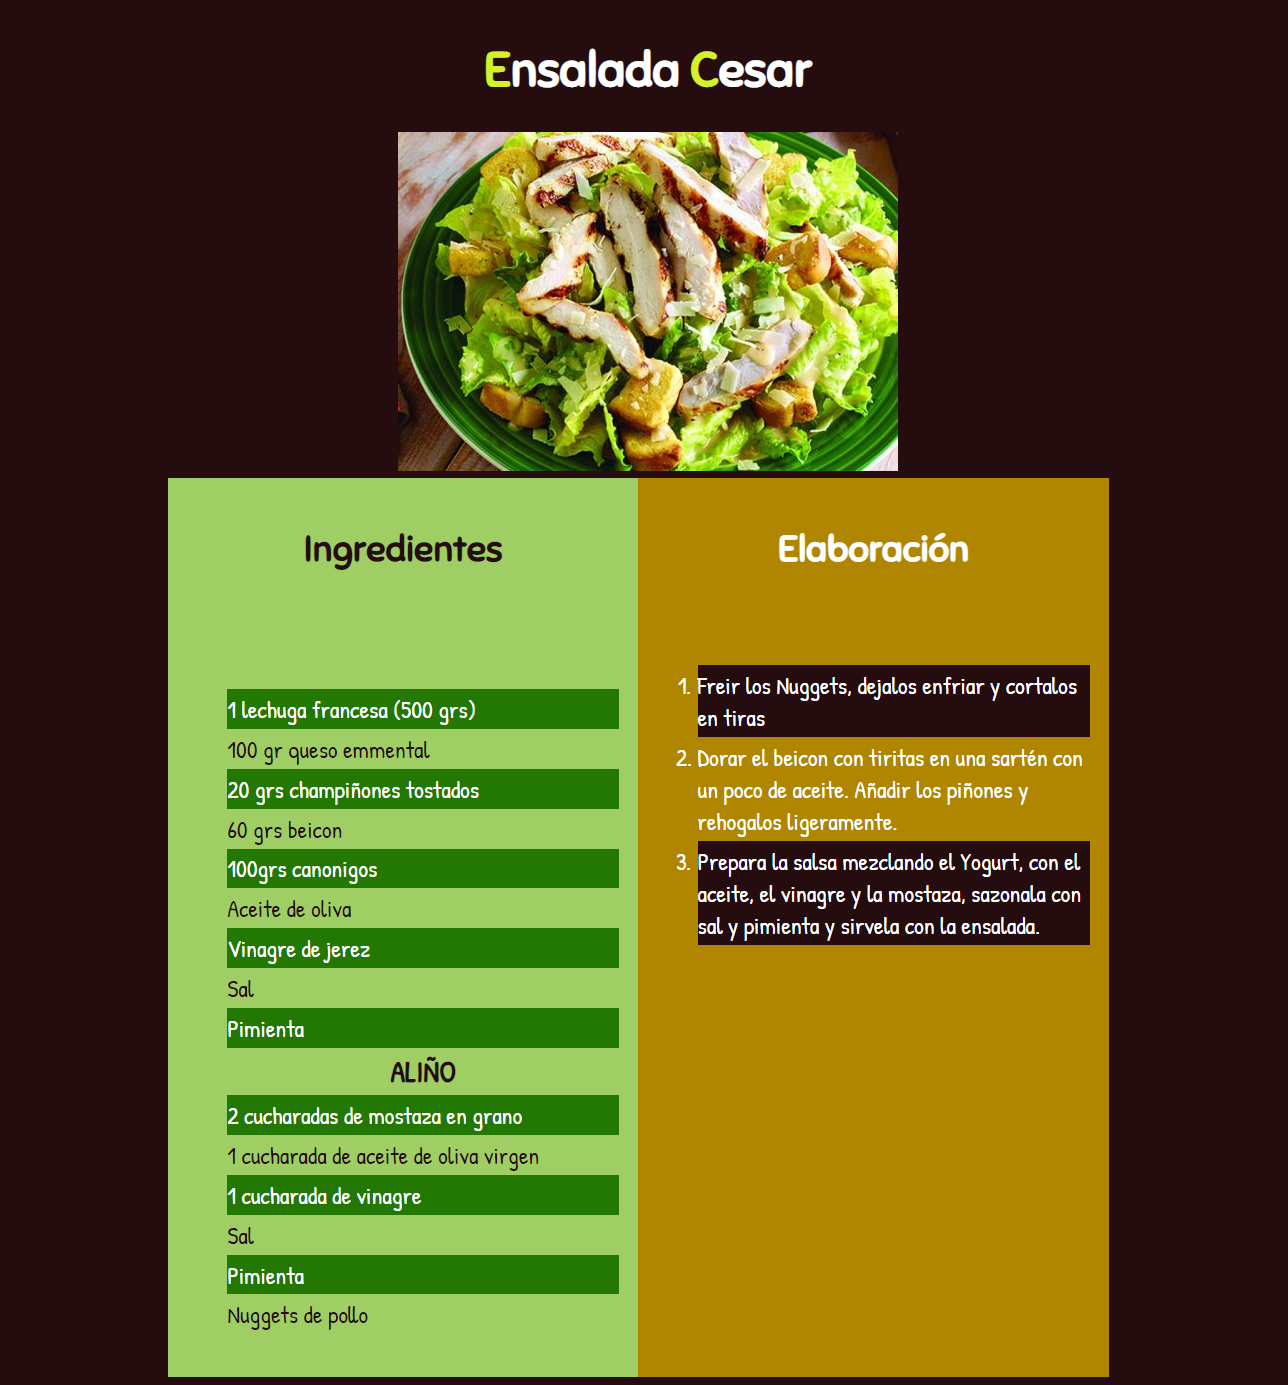 Ensalada Cesar
Ingredientes
1 lechuga francesa (500 grs)
100 gr queso emmental
20 grs champiñones tostados
60 grs beicon
100grs canonigos
Aceite de oliva
Vinagre de jerez
Sal
Pimienta
ALIÑO
2 cucharadas de mostaza en grano
1 cucharada de aceite de oliva virgen
1 cucharada de vinagre
Sal
Pimienta
Nuggets de pollo
Elaboración
1. Freir los Nuggets, dejalos enfriar y cortalos
en tiras
2. Dorar el beicon con tiritas en una sartén con
un poco de aceite. Añadir los piñones y
rehogalos ligeramente.
3. Prepara la salsa mezclando el Yogurt, con el
aceite, el vinagre y la mostaza, sazonala con
sal y pimienta y sirvela con la ensalada.